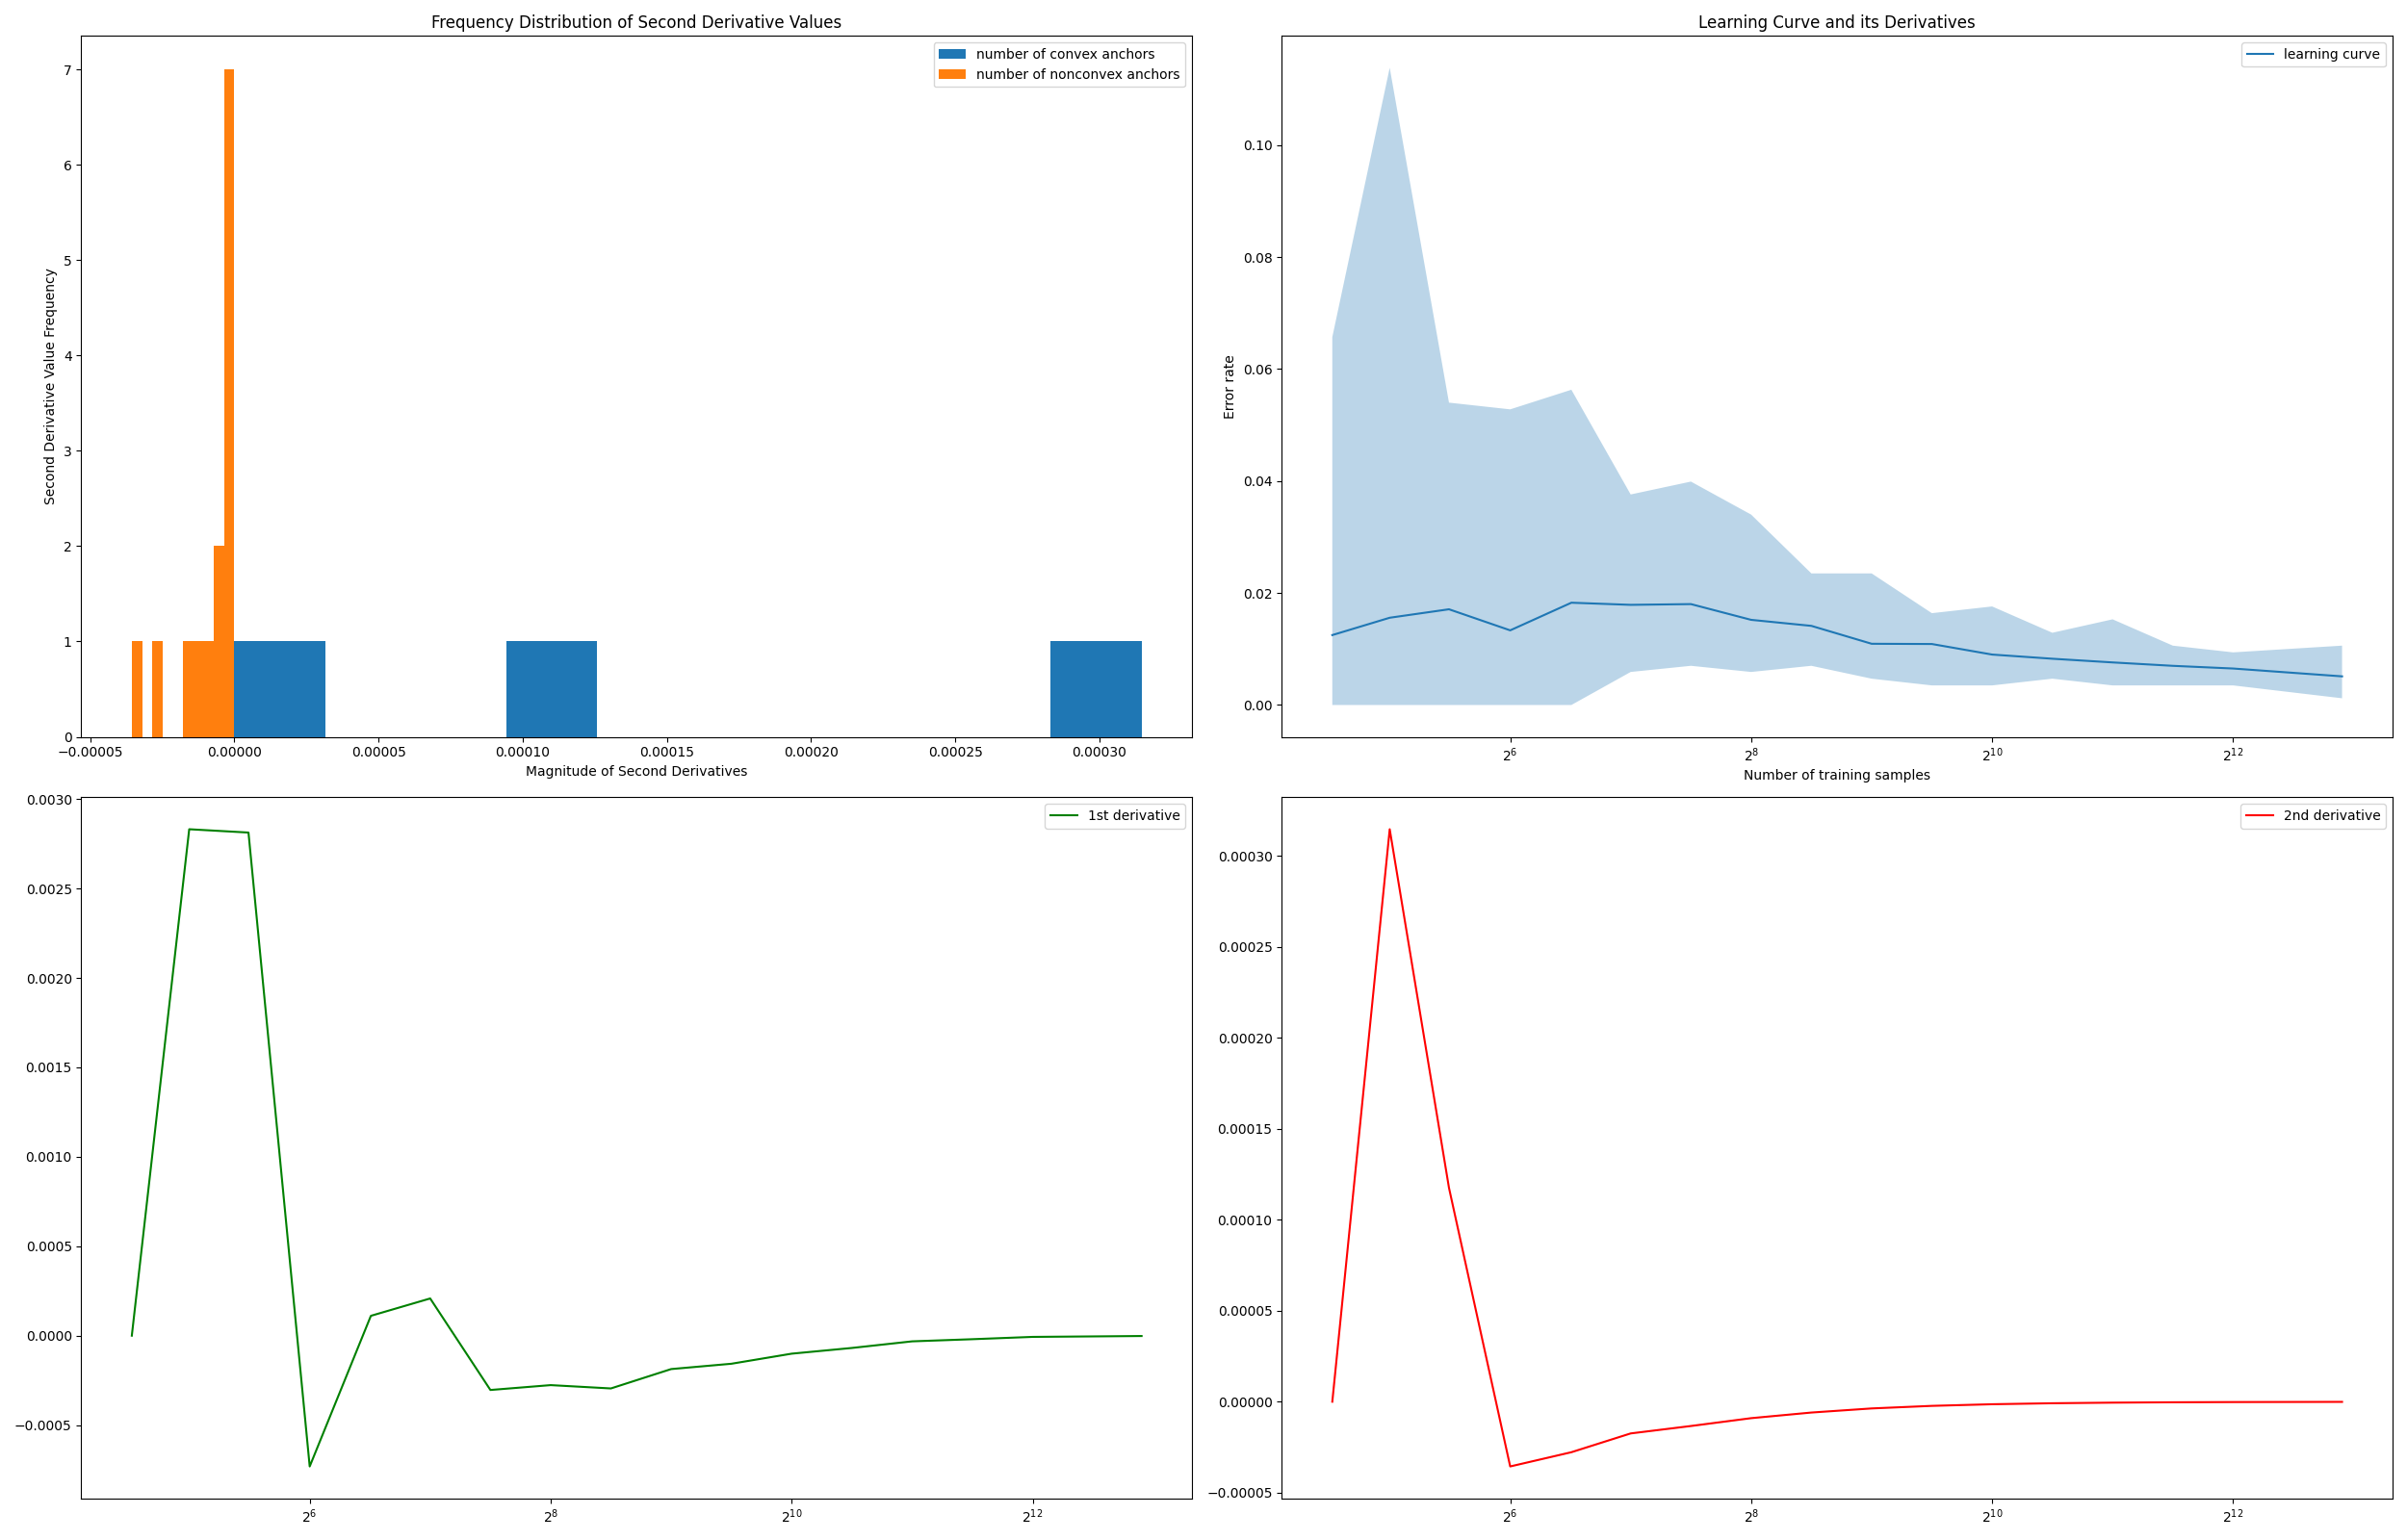 Frequency Distribution of Second Derivative Values
number of convex anchors
number of nonconvex anchors
Second Derivative Value Frequency
7
6
5
4
3
2
1
0
−0.00005 0.00000 0.00005 0.00010 0.00015 0.00020 0.00025 0.00030
Magnitude of Second Derivatives
Learning Curve and its Derivatives
learning curve
Error rate
0.10
0.08
0.06
0.04
0.02
0.00
2^6 2^8 2^10 2^12
Number of training samples
1st derivative
0.0030
0.0025
0.0020
0.0015
0.0010
0.0005
0.0000
−0.0005
2^6 2^8 2^10 2^12
2nd derivative
0.00030
0.00025
0.00020
0.00015
0.00010
0.00005
0.00000
−0.00005
2^6 2^8 2^10 2^12